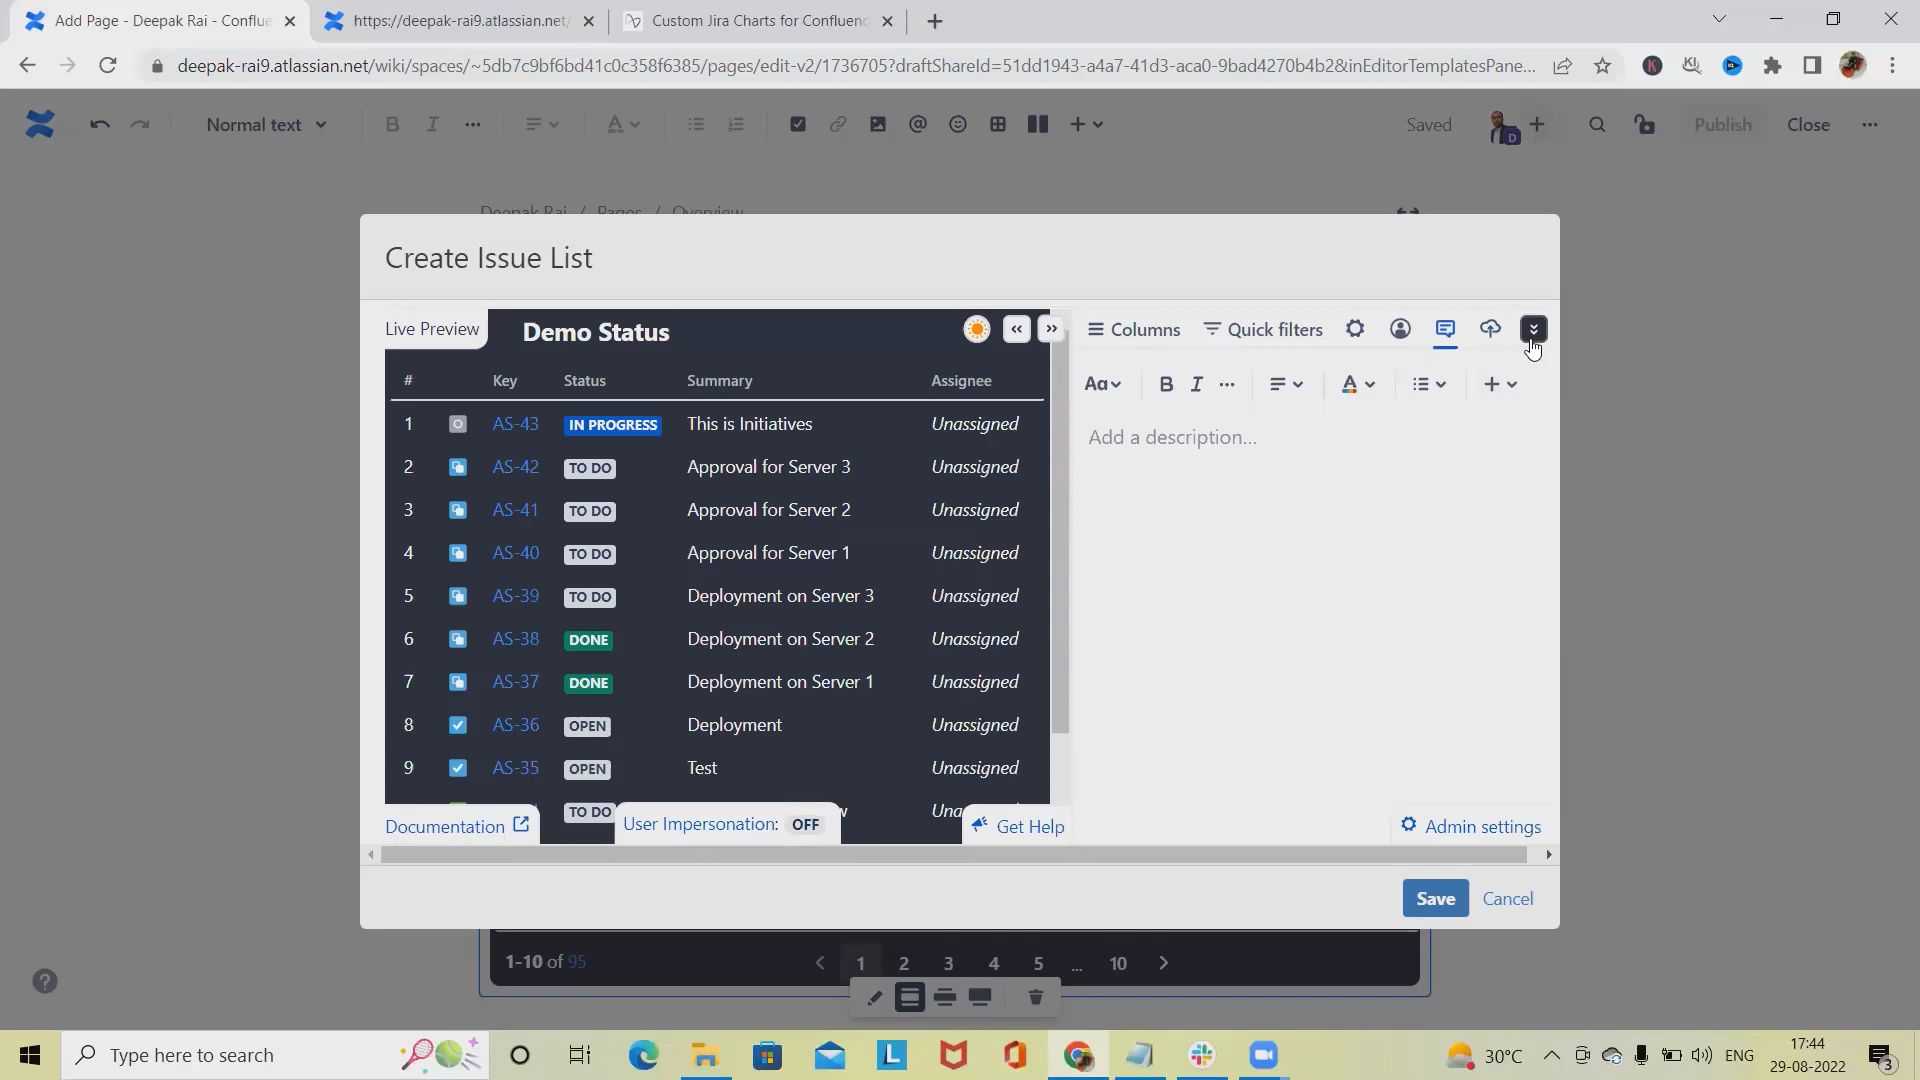 Add Page - Deepak Rai - Conflue
https://deepak-rai9.atlassian.net/
Custom Jira Charts for Confluenc
deepak-rai9.atlassian.net/wiki/spaces/~5db7c9bf6bd41c0c358f6385/pages/edit-v2/1736705?draftShareId=51dd1943-a4a7-41d3-aca0-9bad4270b4b2&inEditorTemplatesPane...
Normal text
Saved
Publish
Close
Deepak Rai / Pages / Overview
Create Issue List
Live Preview
Demo Status
Columns
Quick filters
# Key Status Summary Assignee
1 AS-43 IN PROGRESS This is Initiatives Unassigned
2 AS-42 TO DO Approval for Server 3 Unassigned
3 AS-41 TO DO Approval for Server 2 Unassigned
4 AS-40 TO DO Approval for Server 1 Unassigned
5 AS-39 TO DO Deployment on Server 3 Unassigned
6 AS-38 DONE Deployment on Server 2 Unassigned
7 AS-37 DONE Deployment on Server 1 Unassigned
8 AS-36 OPEN Deployment Unassigned
9 AS-35 OPEN Test Unassigned
TO DO
Aa B I
A
Add a description...
Documentation
User Impersonation: OFF
Get Help
Admin settings
Save
Cancel
1-10 of 95
1 2 3 4 5 ... 10
Type here to search
30°C
ENG
17:44
29-08-2022
3